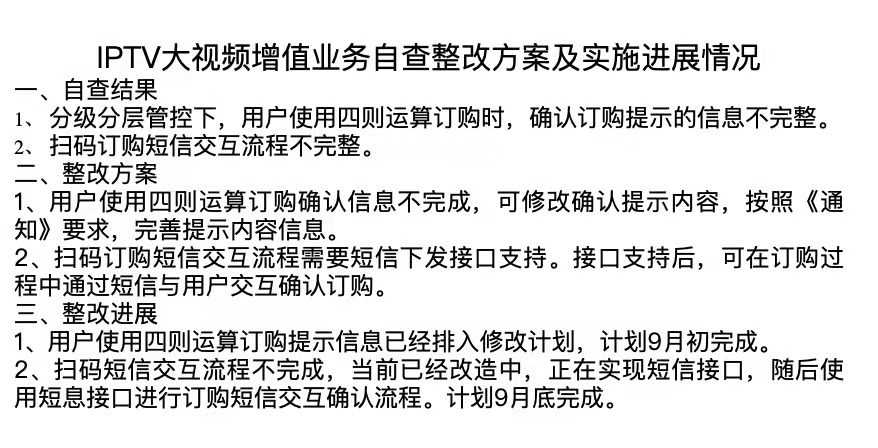 IPTV大视频增值业务自查整改方案及实施进展情况
一、自查结果
1、 分级分层管控下，用户使用四则运算订购时，确认订购提示的信息不完整。
2、 扫码订购短信交互流程不完整。
二、整改方案
1、用户使用四则运算订购确认信息不完成，可修改确认提示内容，按照《通
知》要求，完善提示内容信息。
2、扫码订购短信交互流程需要短信下发接口支持。接口支持后，可在订购过
程中通过短信与用户交互确认订购。
三、整改进展
1、用户使用四则运算订购提示信息已经排入修改计划，计划9月初完成。
2、扫码短信交互流程不完成，当前已经改造中，正在实现短信接口，随后使
用短息接口进行订购短信交互确认流程。计划9月底完成。